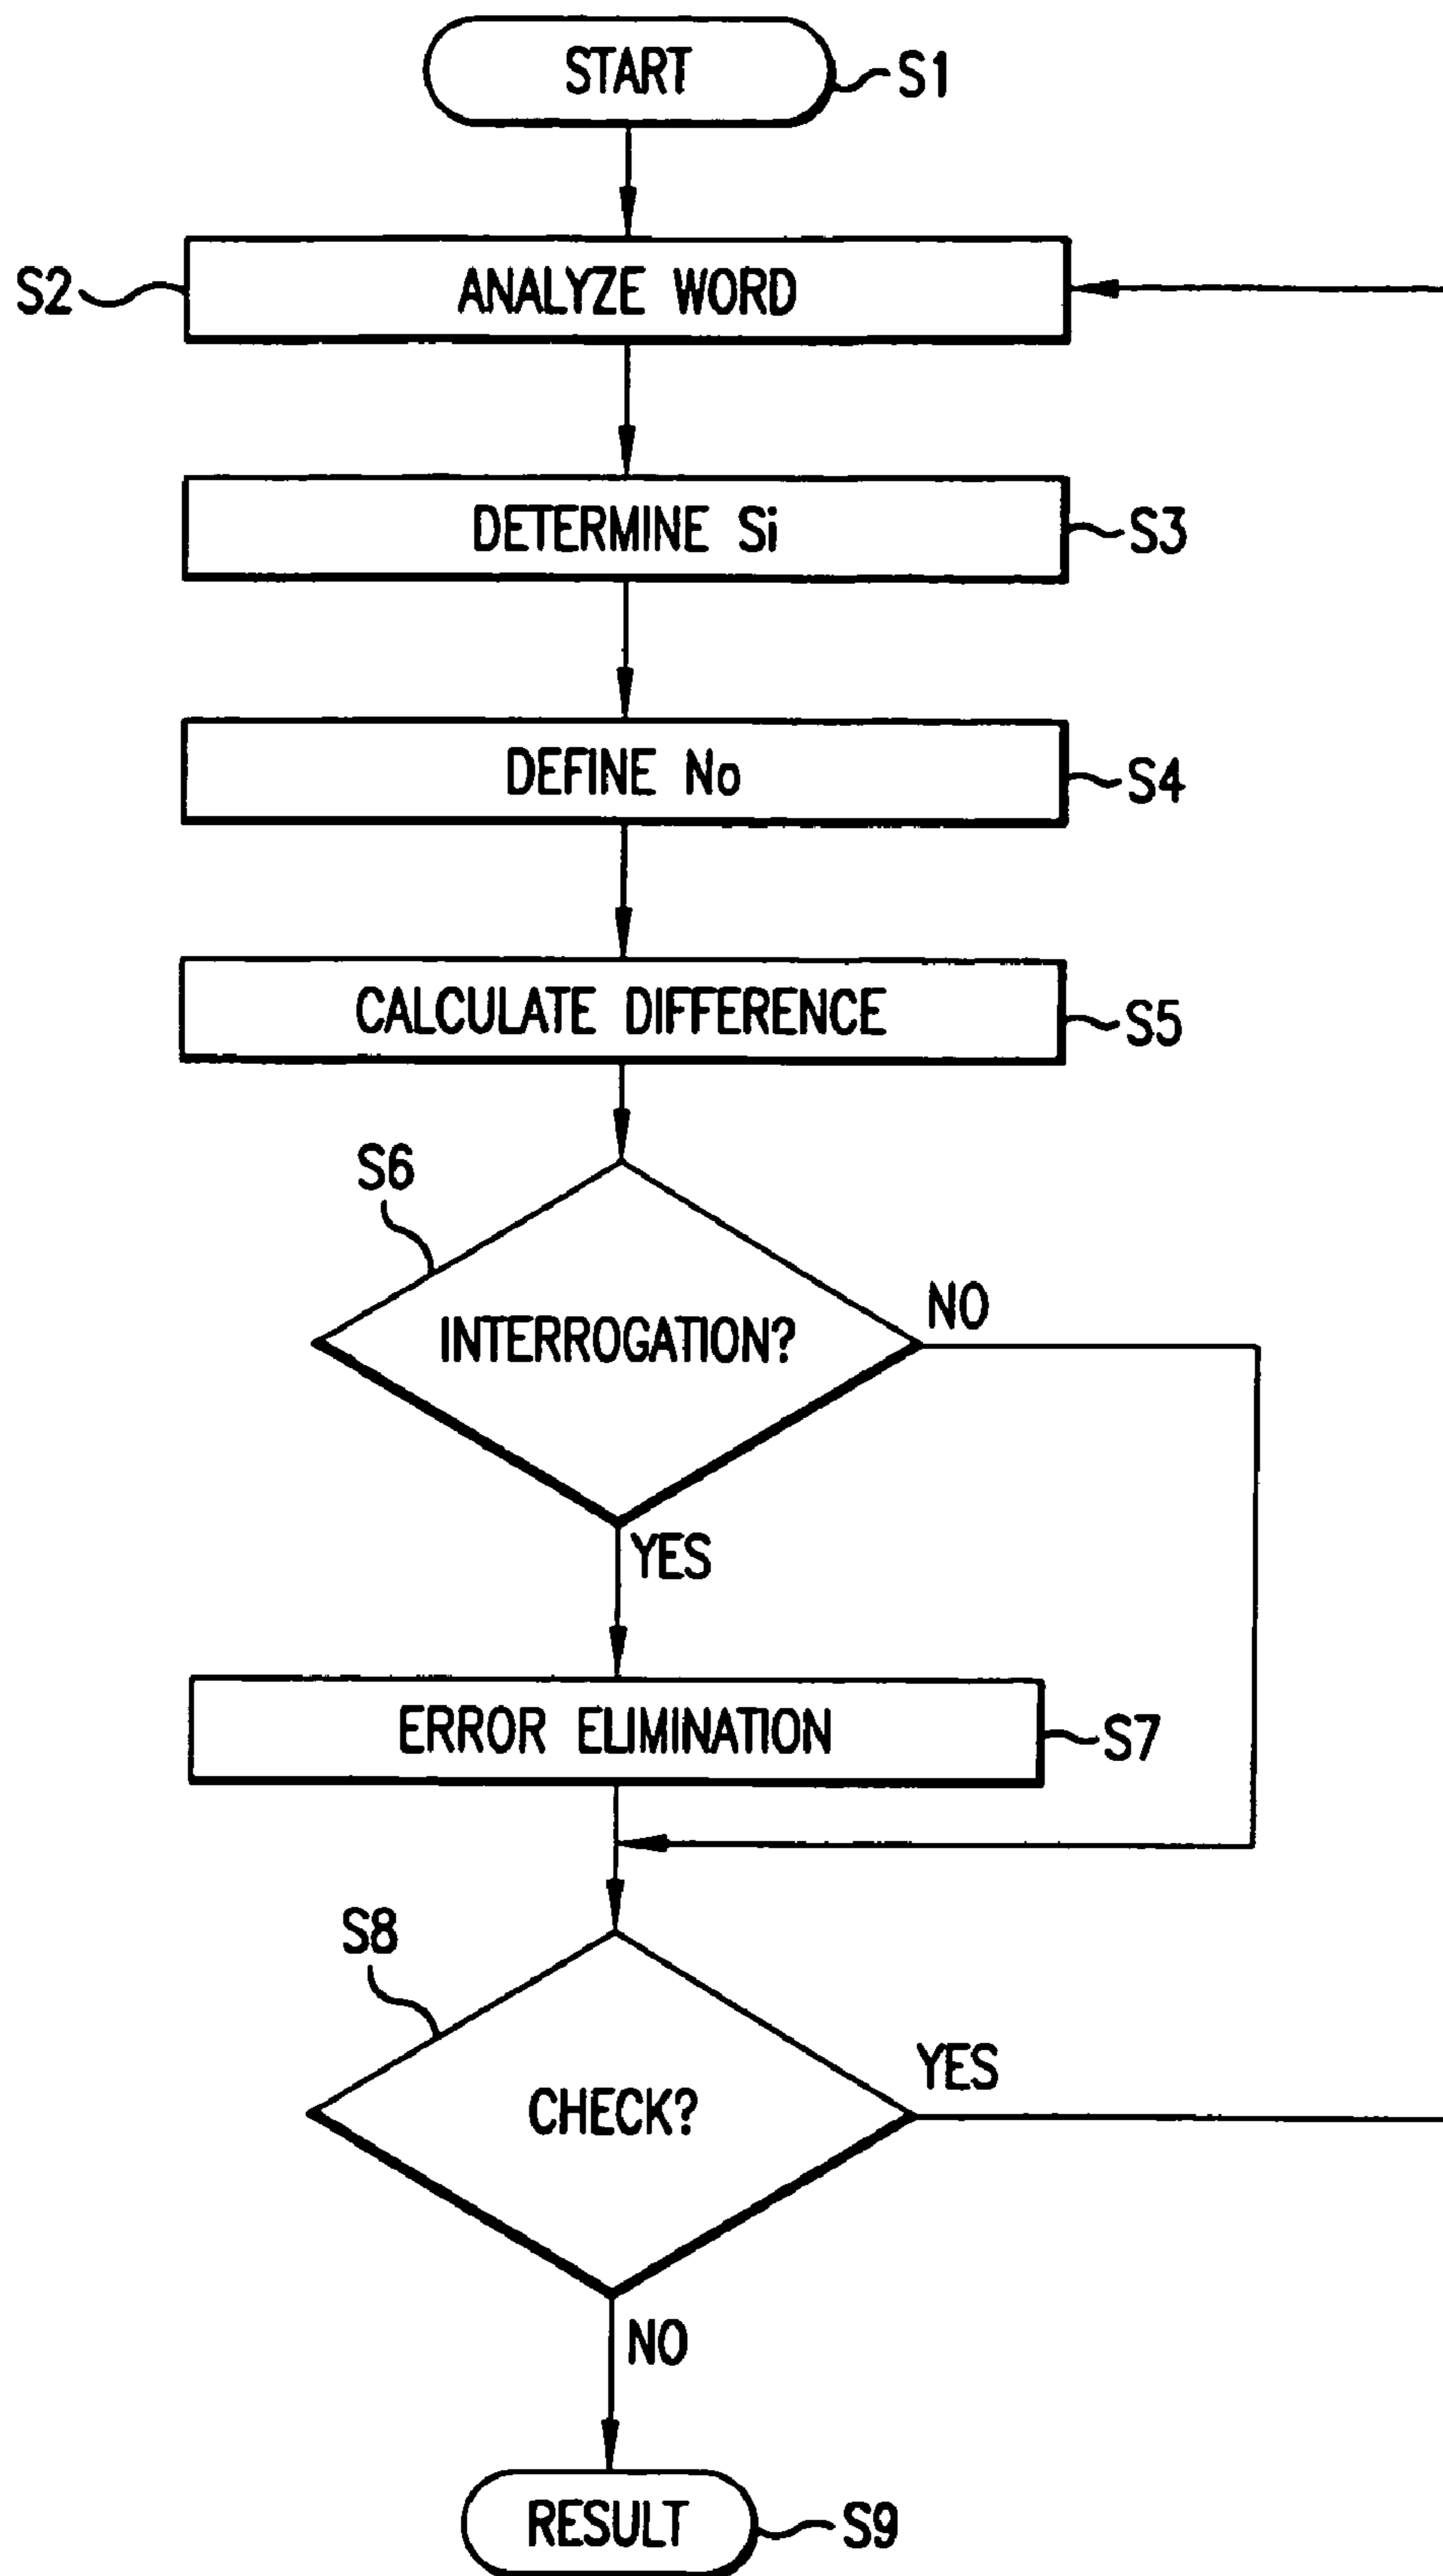 START
S1
S2
ANALYZE WORD
DETERMINE Si
S3
DEFINE No
S4
CALCULATE DIFFERENCE
S5
S6
INTERROGATION?
NO
YES
ERROR ELIMINATION
S7
S8
CHECK?
YES
NO
RESULT
S9